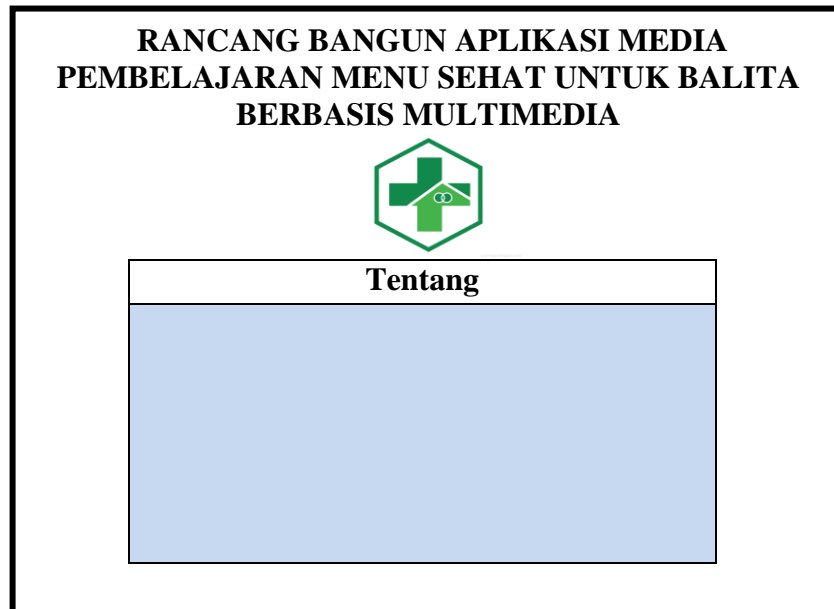 RANCANG BANGUN APLIKASI MEDIA
PEMBELAJARAN MENU SEHAT UNTUK BALITA
BERBASIS MULTIMEDIA
Tentang